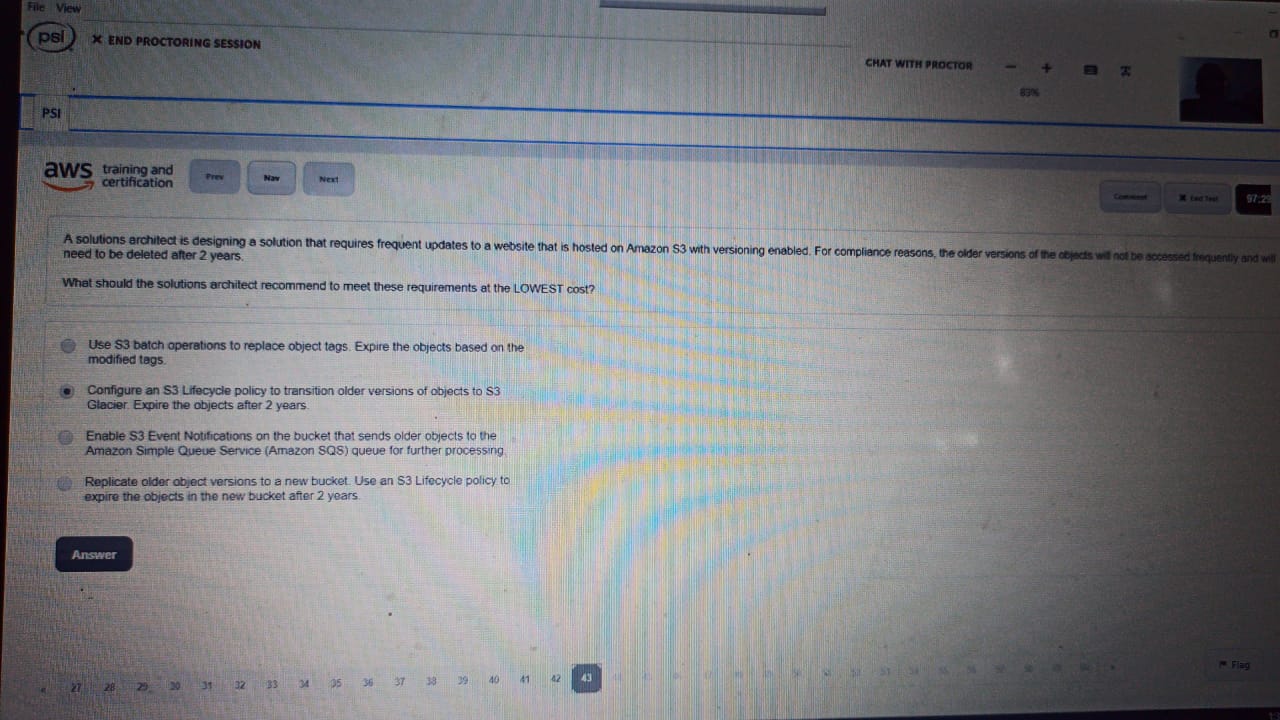 File View
psi
X END PROCTORING SESSION
CHAT WITH PROCTOR
− +
83%
PSI
aws training and
certification
Prev
Nav
Next
Comment
End Test
97:29
A solutions architect is designing a solution that requires frequent updates to a website that is hosted on Amazon S3 with versioning enabled. For compliance reasons, the older versions of the objects will not be accessed frequently and will
need to be deleted after 2 years.
What should the solutions architect recommend to meet these requirements at the LOWEST cost?
Use S3 batch operations to replace object tags. Expire the objects based on the
modified tags.
Configure an S3 Lifecycle policy to transition older versions of objects to S3
Glacier. Expire the objects after 2 years.
Enable S3 Event Notifications on the bucket that sends older objects to the
Amazon Simple Queue Service (Amazon SQS) queue for further processing.
Replicate older object versions to a new bucket. Use an S3 Lifecycle policy to
expire the objects in the new bucket after 2 years.
Answer
« 27 28 29 30 31 32 33 34 35 36 37 38 39 40 41 42 43
Flag